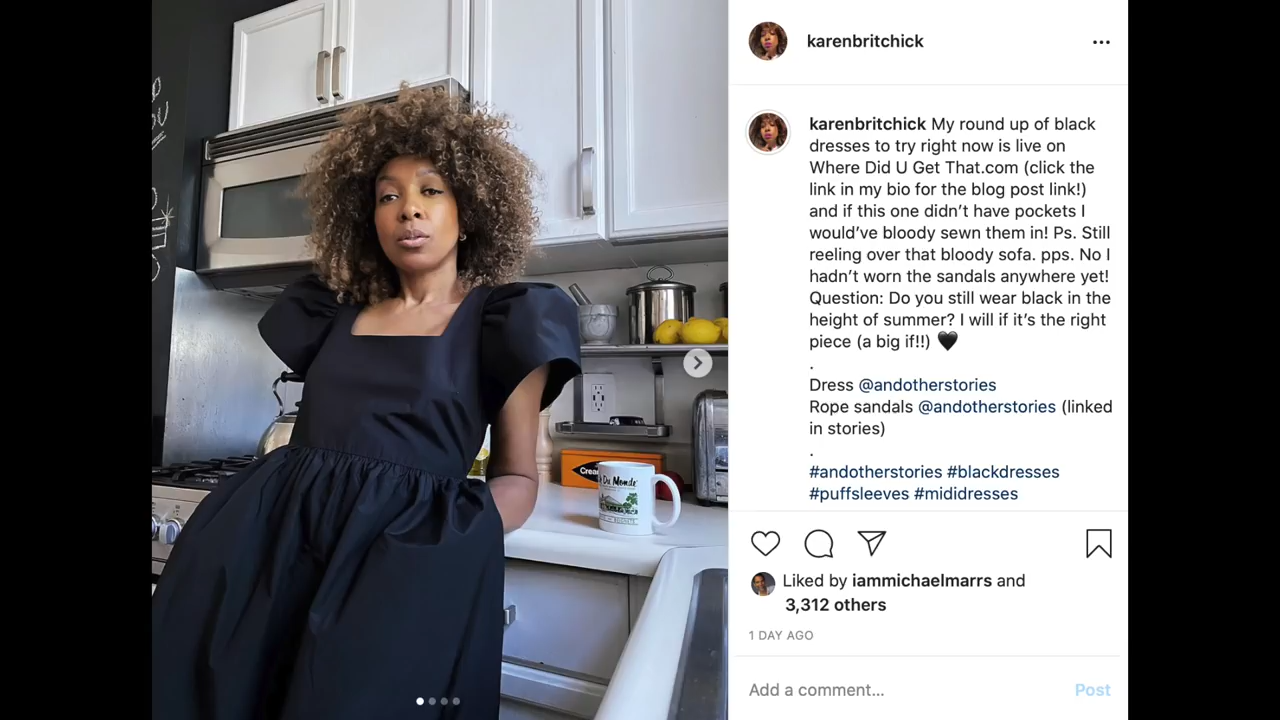 karenbritchick
karenbritchick My round up of black
dresses to try right now is live on
Where Did U Get That.com (click the
link in my bio for the blog post link!)
and if this one didn’t have pockets I
would’ve bloody sewn them in! Ps. Still
reeling over that bloody sofa. pps. No I
hadn’t worn the sandals anywhere yet!
Question: Do you still wear black in the
height of summer? I will if it’s the right
piece (a big if!!) 🖤
.
Dress @andotherstories
Rope sandals @andotherstories (linked
in stories)
.
#andotherstories #blackdresses
#puffsleeves #mididresses
Liked by iammichaelmarrs and
3,312 others
1 DAY AGO
Add a comment... Post
Du Monde